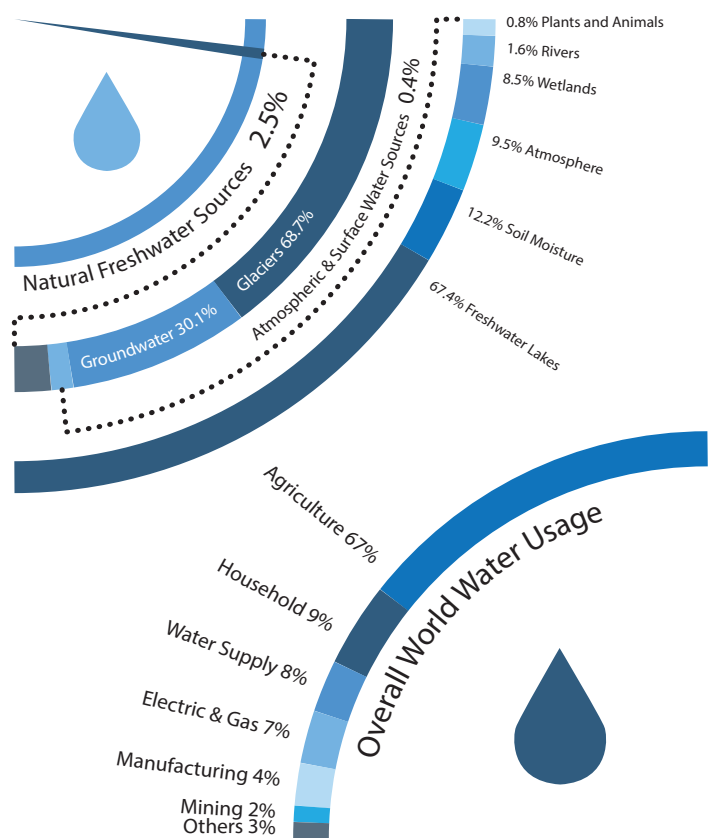 0.8% Plants and Animals
1.6% Rivers
8.5% Wetlands
9.5% Atmosphere
12.2% Soil Moisture
67.4% Freshwater Lakes
Natural Freshwater Sources 2.5%
Atmospheric & Surface Water Sources 0.4%
Glaciers 68.7%
Groundwater 30.1%
Agriculture 67%
Household 9%
Water Supply 8%
Electric & Gas 7%
Manufacturing 4%
Mining 2%
Others 3%
Overall World Water Usage